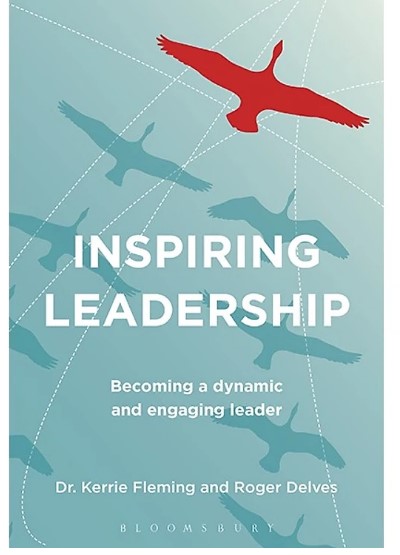 INSPIRING
LEADERSHIP
Becoming a dynamic
and engaging leader
Dr. Kerrie Fleming and Roger Delves
BLOOMSBURY